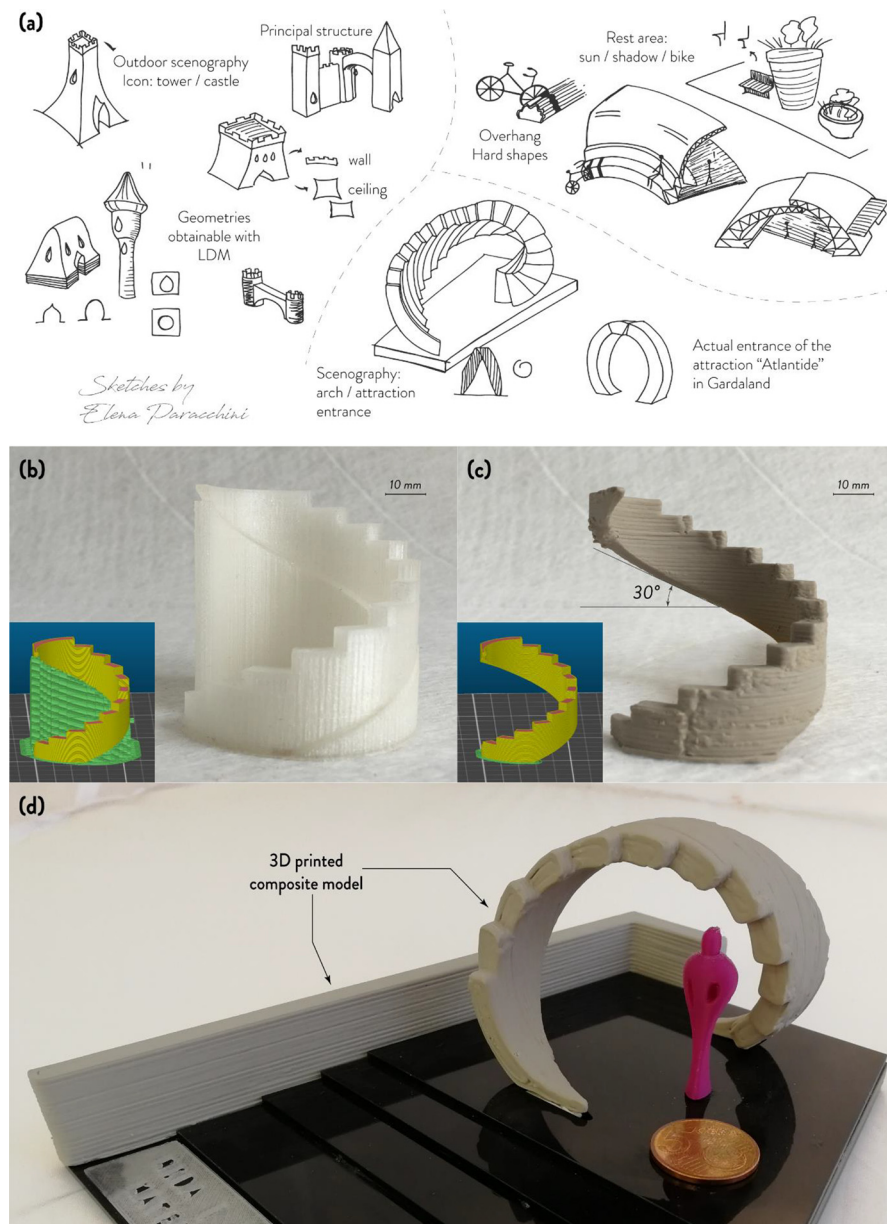 (a)
Outdoor scenography
Icon: tower / castle
Principal structure
wall
ceiling
Geometries
obtainable with
LDM
Rest area:
sun / shadow / bike
Overhang
Hard shapes
Scenography:
arch / attraction
entrance
Actual entrance of the
attraction “Atlantide”
in Gardaland
Sketches by
Elena Paracchini
(b)
10 mm
(c)
10 mm
30°
(d)
3D printed
composite model
5